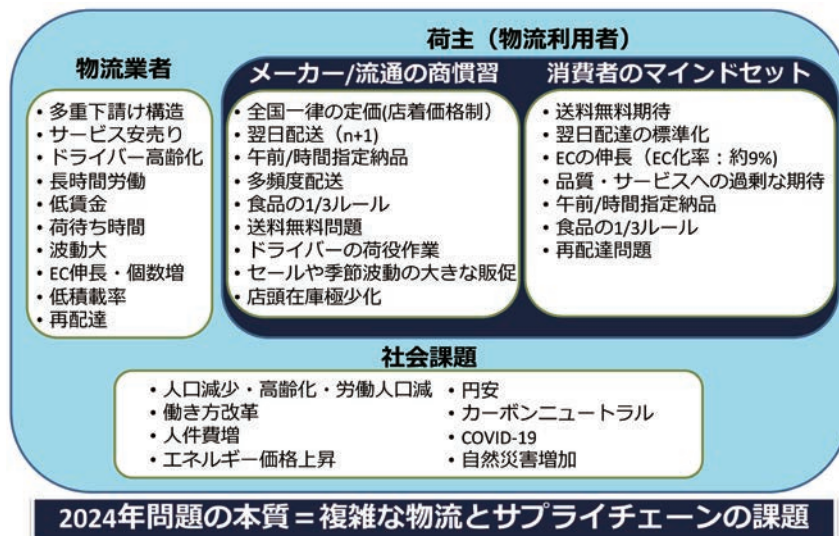 荷主（物流利用者）
物流業者
・多重下請け構造
・サービス安売り
・ドライバー高齢化
・長時間労働
・低賃金
・荷待ち時間
・波動大
・EC伸長・個数増
・低積載率
・再配達
メーカー/流通の商慣習
・全国一律の定価(店着価格制）
・翌日配送（n+1)
・午前/時間指定納品
・多頻度配送
・食品の1/3ルール
・送料無料問題
・ドライバーの荷役作業
・セールや季節波動の大きな販促
・店頭在庫極少化
消費者のマインドセット
・送料無料期待
・翌日配達の標準化
・ECの伸長（EC化率：約9%)
・品質・サービスへの過剰な期待
・午前/時間指定納品
・食品の1/3ルール
・再配達問題
社会課題
・人口減少・高齢化・労働人口減
・働き方改革
・人件費増
・エネルギー価格上昇
・円安
・カーボンニュートラル
・COVID-19
・自然災害増加
2024年問題の本質＝複雑な物流とサプライチェーンの課題